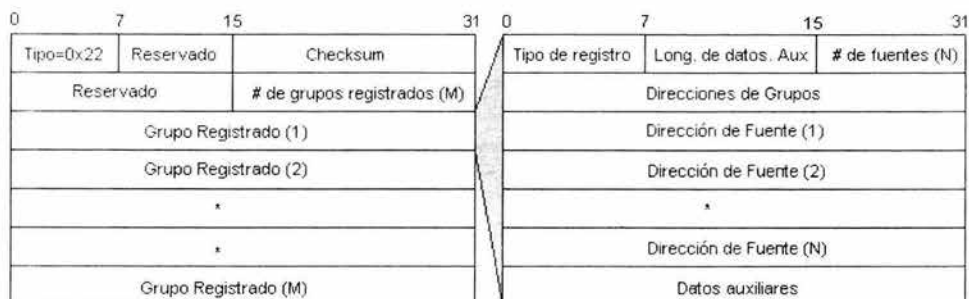 0 7 15 31
Tipo=0x22 Reservado Checksum
Reservado # de grupos registrados (M)
Grupo Registrado (1)
Grupo Registrado (2)
*
*
Grupo Registrado (M)
0 7 15 31
Tipo de registro Long. de datos. Aux # de fuentes (N)
Direcciones de Grupos
Dirección de Fuente (1)
Dirección de Fuente (2)
*
Dirección de Fuente (N)
Datos auxiliares